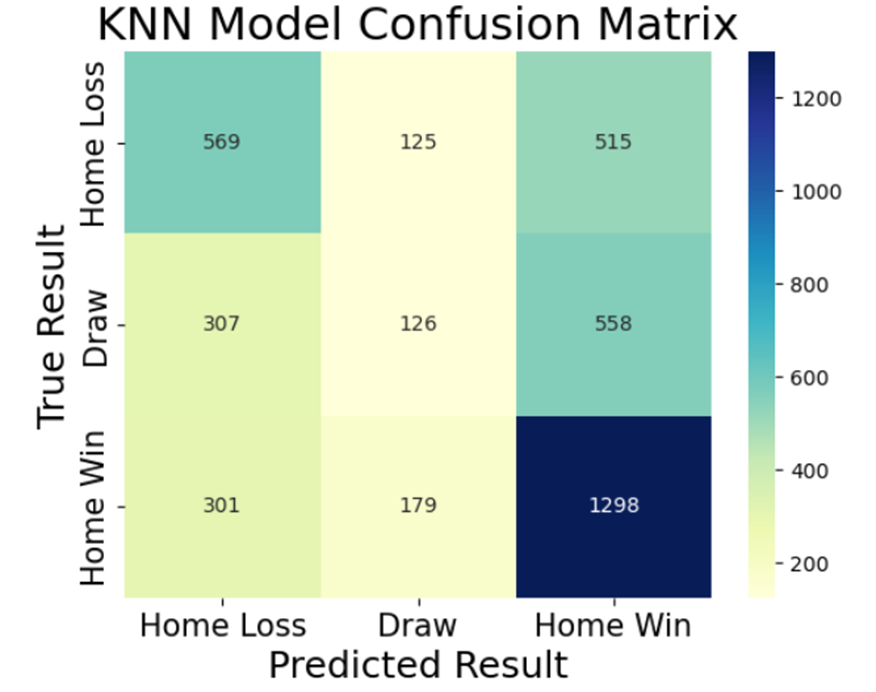 KNN Model Confusion Matrix
True Result
Home Loss
569 125 515
Draw
307 126 558
Home Win
301 179 1298
Home Loss Draw Home Win
Predicted Result
1200
1000
800
600
400
200